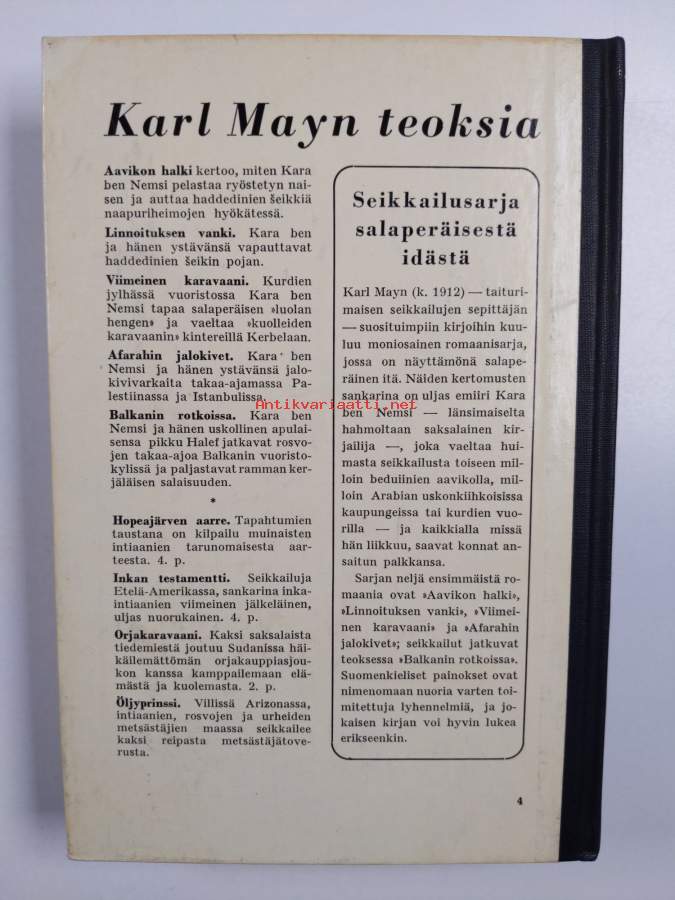 Karl Mayn teoksia
Aavikon halki kertoo, miten Kara
ben Nemsi pelastaa ryöstetyn nai-
sen ja auttaa haddedinien šeikkiä
naapuriheimojen hyökätessä.
Linnoituksen vanki. Kara ben
ja hänen ystävänsä vapauttavat
haddedinien šeikin pojan.
Viimeinen karavaani. Kurdien
jylhässä vuoristossa Kara ben
Nemsi tapaa salaperäisen »luolan
hengen» ja vaeltaa »kuolleiden
karavaanin» kintereillä Kerbelaan.
Afarahin jalokivet. Kara ben
Nemsi ja hänen ystävänsä jalo-
kivivarkaita takaa-ajamassa Pa-
lestiinassa ja Istanbulissa.
Balkanin rotkoissa. Kara ben
Nemsi ja hänen uskollinen apulai-
sensa pikku Halef jatkavat rosvo-
jen takaa-ajoa Balkanin vuoristo-
kylissä ja paljastavat ramman ker-
jäläisen salaisuuden.
*
Hopeajärven aarre. Tapahtumien
taustana on kilpailu muinaisten
intiaanien tarunomaisesta aar-
teesta. 4. p.
Inkan testamentti. Seikkailuja
Etelä-Amerikassa, sankarina inka-
intiaanien viimeinen jälkeläinen,
uljas nuorukainen. 4. p.
Orjakaravaani. Kaksi saksalaista
tiedemiestä joutuu Sudanissa häi-
käilemättömän orjakauppiasjou-
kon kanssa kamppailemaan elä-
mästä ja kuolemasta. 2. p.
Öljyprinssi. Villissä Arizonassa,
intiaanien, rosvojen ja urheiden
metsästäjien maassa seikkailee
kaksi reipasta metsästäjätove-
rusta.
Seikkailusarja
salaperäisestä
idästä
Karl Mayn (k. 1912) — taituri-
maisen seikkailujen sepittäjän
— suosituimpiin kirjoihin kuu-
luu moniosainen romaanisarja,
jossa on näyttämönä salape-
räinen itä. Näiden kertomusten
sankarina on uljas emiiri Kara
ben Nemsi — länsimaiselta
hahmoltaan saksalainen kir-
jailija —, joka vaeltaa hui-
masta seikkailusta toiseen mil-
loin beduiinien aavikolla, mil-
loin Arabian uskonkiihkoisissa
kaupungeissa tai kurdien vuo-
rilla — ja kaikkialla missä
hän liikkuu, saavat konnat an-
saitun palkkansa.
Sarjan neljä ensimmäistä ro-
maania ovat »Aavikon halki»,
»Linnoituksen vanki», »Viimei-
nen karavaani» ja »Afarahin
jalokivet»; seikkailut jatkuvat
teoksessa »Balkanin rotkoissa».
Suomenkieliset painokset ovat
nimenomaan nuoria varten toi-
mitettuja lyhennelmiä, ja jo-
kaisen kirjan voi hyvin lukea
erikseenkin.
4
Antikvariaatti.net